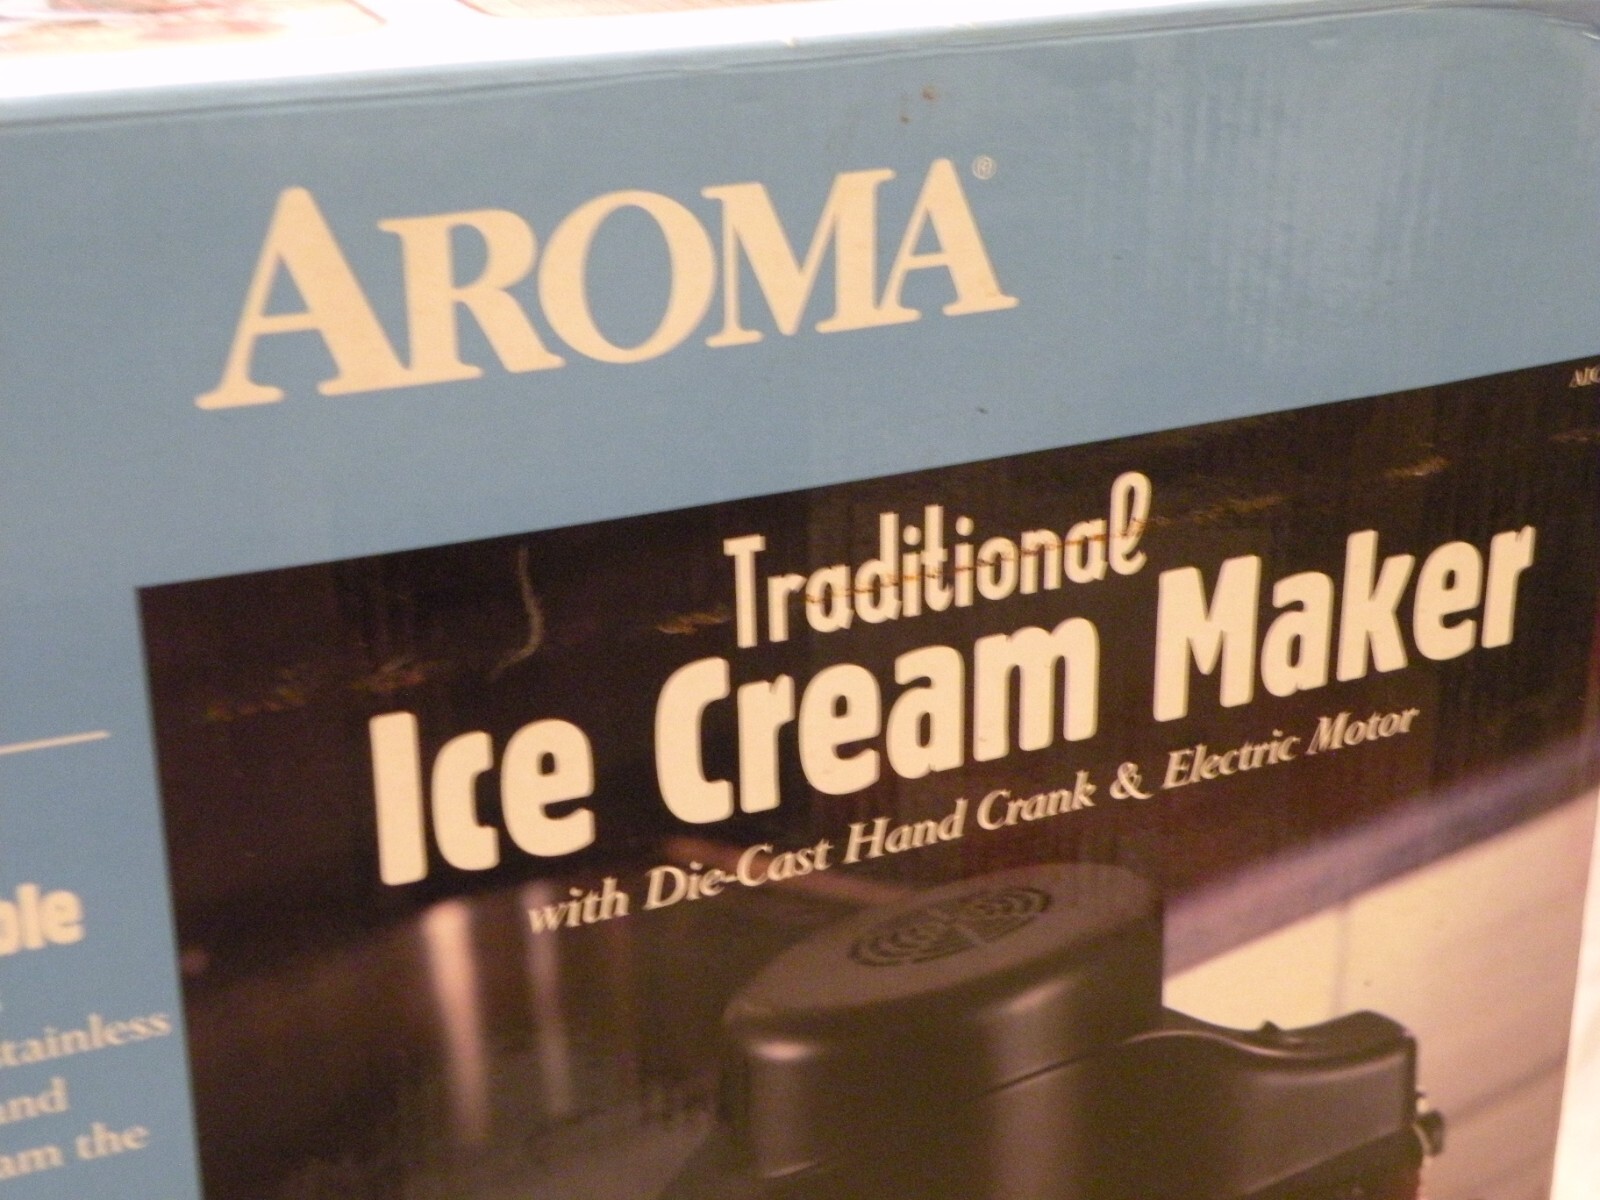 AROMA®
Traditional
Ice Cream Maker
with Die-Cast Hand Crank & Electric Motor
ble
tainless
and
am the